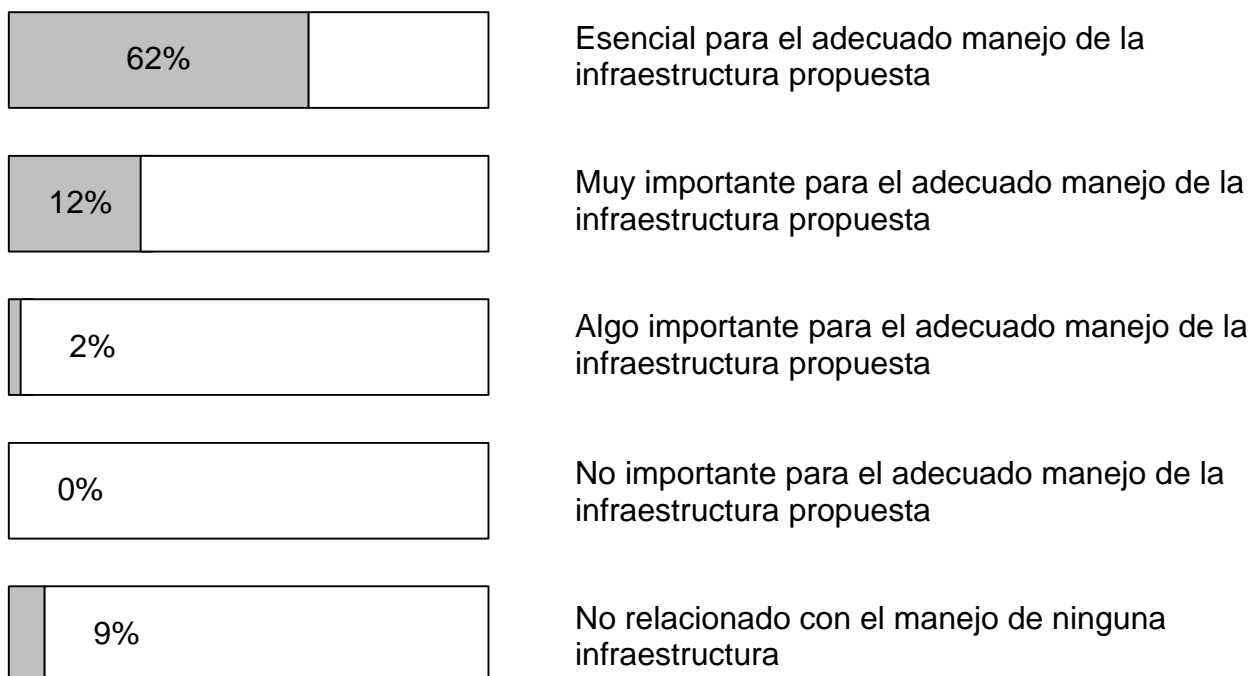 62%
Esencial para el adecuado manejo de la
infraestructura propuesta
12%
Muy importante para el adecuado manejo de la
infraestructura propuesta
2%
Algo importante para el adecuado manejo de la
infraestructura propuesta
0%
No importante para el adecuado manejo de la
infraestructura propuesta
9%
No relacionado con el manejo de ninguna
infraestructura